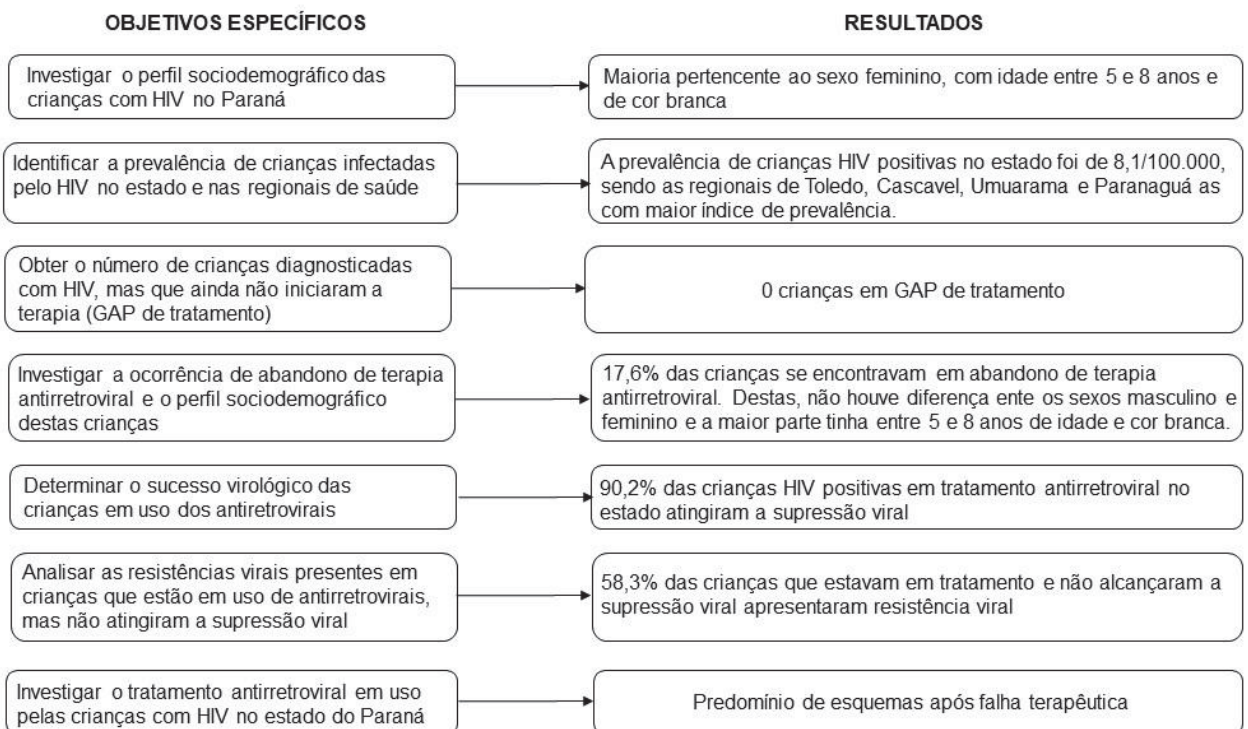 OBJETIVOS ESPECÍFICOS
RESULTADOS
Investigar o perfil sociodemográfico das
crianças com HIV no Paraná
Maioria pertencente ao sexo feminino, com idade entre 5 e 8 anos e
de cor branca
Identificar a prevalência de crianças infectadas
pelo HIV no estado e nas regionais de saúde
A prevalência de crianças HIV positivas no estado foi de 8,1/100.000,
sendo as regionais de Toledo, Cascavel, Umuarama e Paranaguá as
com maior índice de prevalência.
Obter o número de crianças diagnosticadas
com HIV, mas que ainda não iniciaram a
terapia (GAP de tratamento)
0 crianças em GAP de tratamento
Investigar a ocorrência de abandono de terapia
antirretroviral e o perfil sociodemográfico
destas crianças
17,6% das crianças se encontravam em abandono de terapia
antirretroviral. Destas, não houve diferença ente os sexos masculino e
feminino e a maior parte tinha entre 5 e 8 anos de idade e cor branca.
Determinar o sucesso virológico das
crianças em uso dos antiretrovirais
90,2% das crianças HIV positivas em tratamento antirretroviral no
estado atingiram a supressão viral
Analisar as resistências virais presentes em
crianças que estão em uso de antirretrovirais,
mas não atingiram a supressão viral
58,3% das crianças que estavam em tratamento e não alcançaram a
supressão viral apresentaram resistência viral
Investigar o tratamento antirretroviral em uso
pelas crianças com HIV no estado do Paraná
Predomínio de esquemas após falha terapêutica